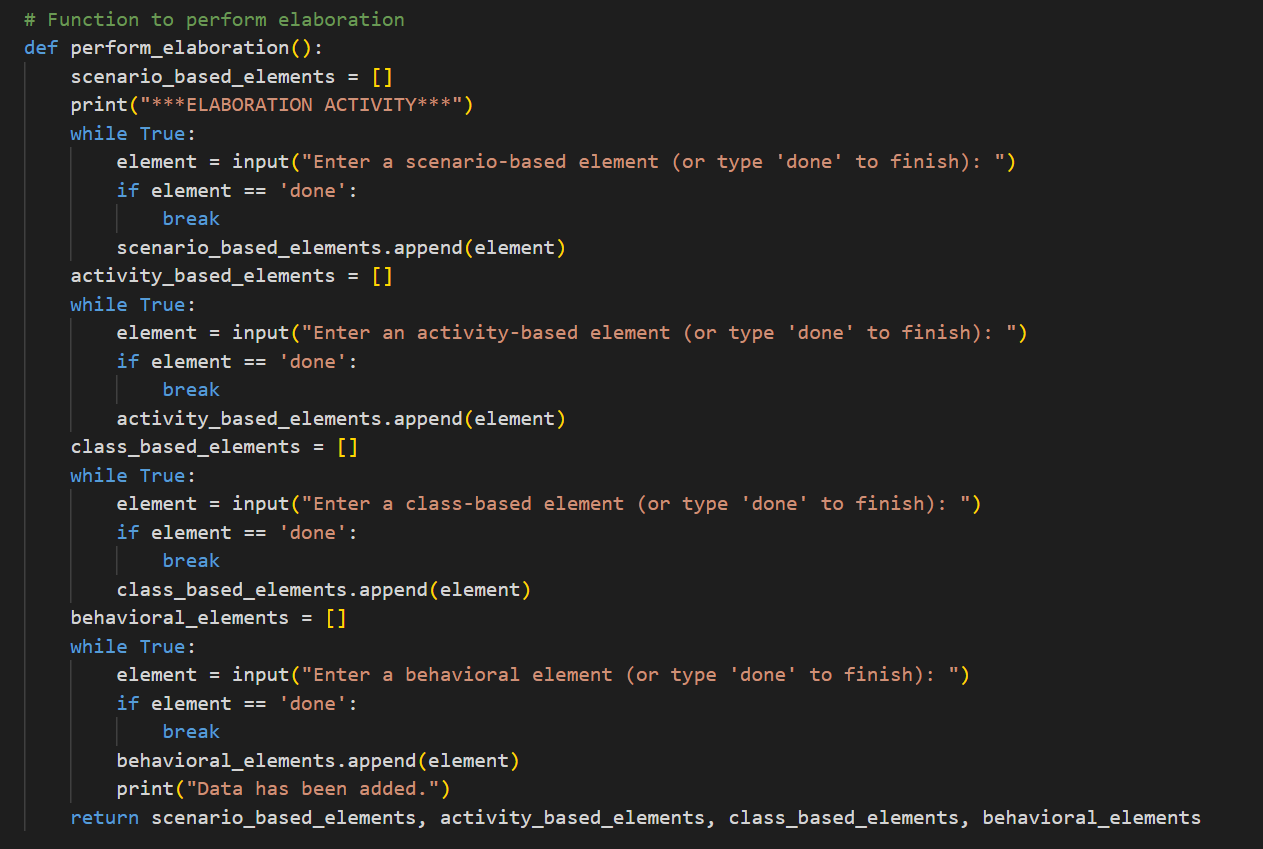 # Function to perform elaboration
def perform_elaboration():
    scenario_based_elements = []
    print("***ELABORATION ACTIVITY***")
    while True:
        element = input("Enter a scenario-based element (or type 'done' to finish): ")
        if element == 'done':
            break
        scenario_based_elements.append(element)
    activity_based_elements = []
    while True:
        element = input("Enter an activity-based element (or type 'done' to finish): ")
        if element == 'done':
            break
        activity_based_elements.append(element)
    class_based_elements = []
    while True:
        element = input("Enter a class-based element (or type 'done' to finish): ")
        if element == 'done':
            break
        class_based_elements.append(element)
    behavioral_elements = []
    while True:
        element = input("Enter a behavioral element (or type 'done' to finish): ")
        if element == 'done':
            break
        behavioral_elements.append(element)
        print("Data has been added.")
    return scenario_based_elements, activity_based_elements, class_based_elements, behavioral_elements